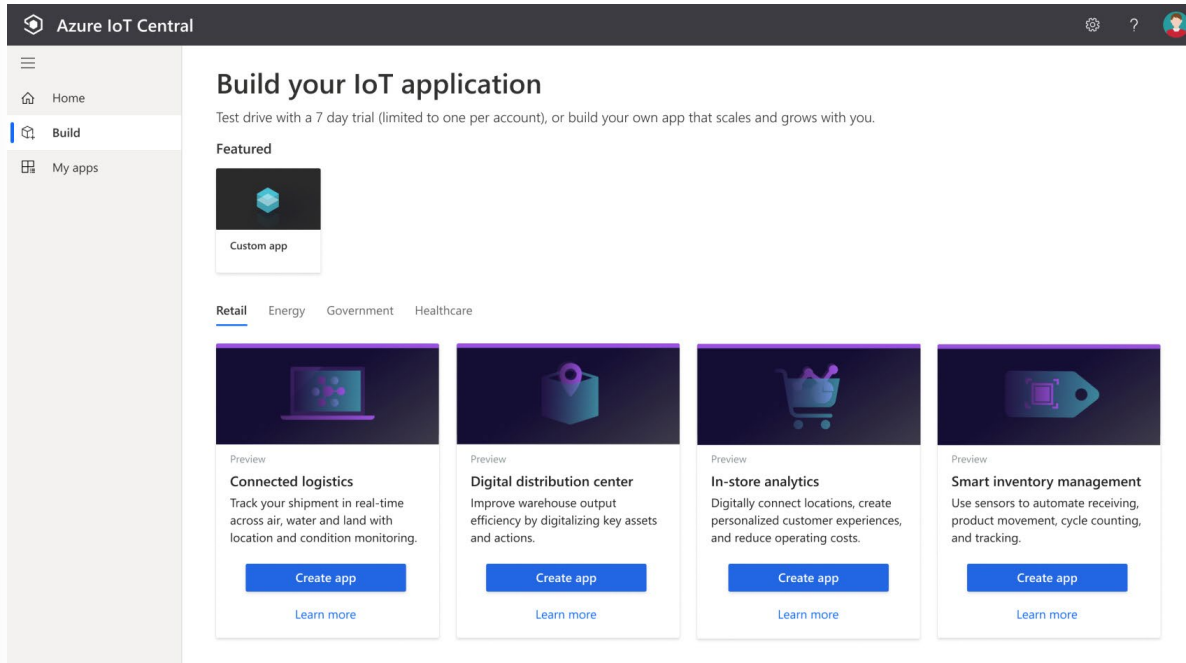 Azure IoT Central
?
Home
Build
My apps
Build your IoT application
Test drive with a 7 day trial (limited to one per account), or build your own app that scales and grows with you.
Featured
Custom app
Retail Energy Government Healthcare
Preview
Connected logistics
Track your shipment in real-time
across air, water and land with
location and condition monitoring.
Create app
Learn more
Preview
Digital distribution center
Improve warehouse output
efficiency by digitalizing key assets
and actions.
Create app
Learn more
Preview
In-store analytics
Digitally connect locations, create
personalized customer experiences,
and reduce operating costs.
Create app
Learn more
Preview
Smart inventory management
Use sensors to automate receiving,
product movement, cycle counting,
and tracking.
Create app
Learn more